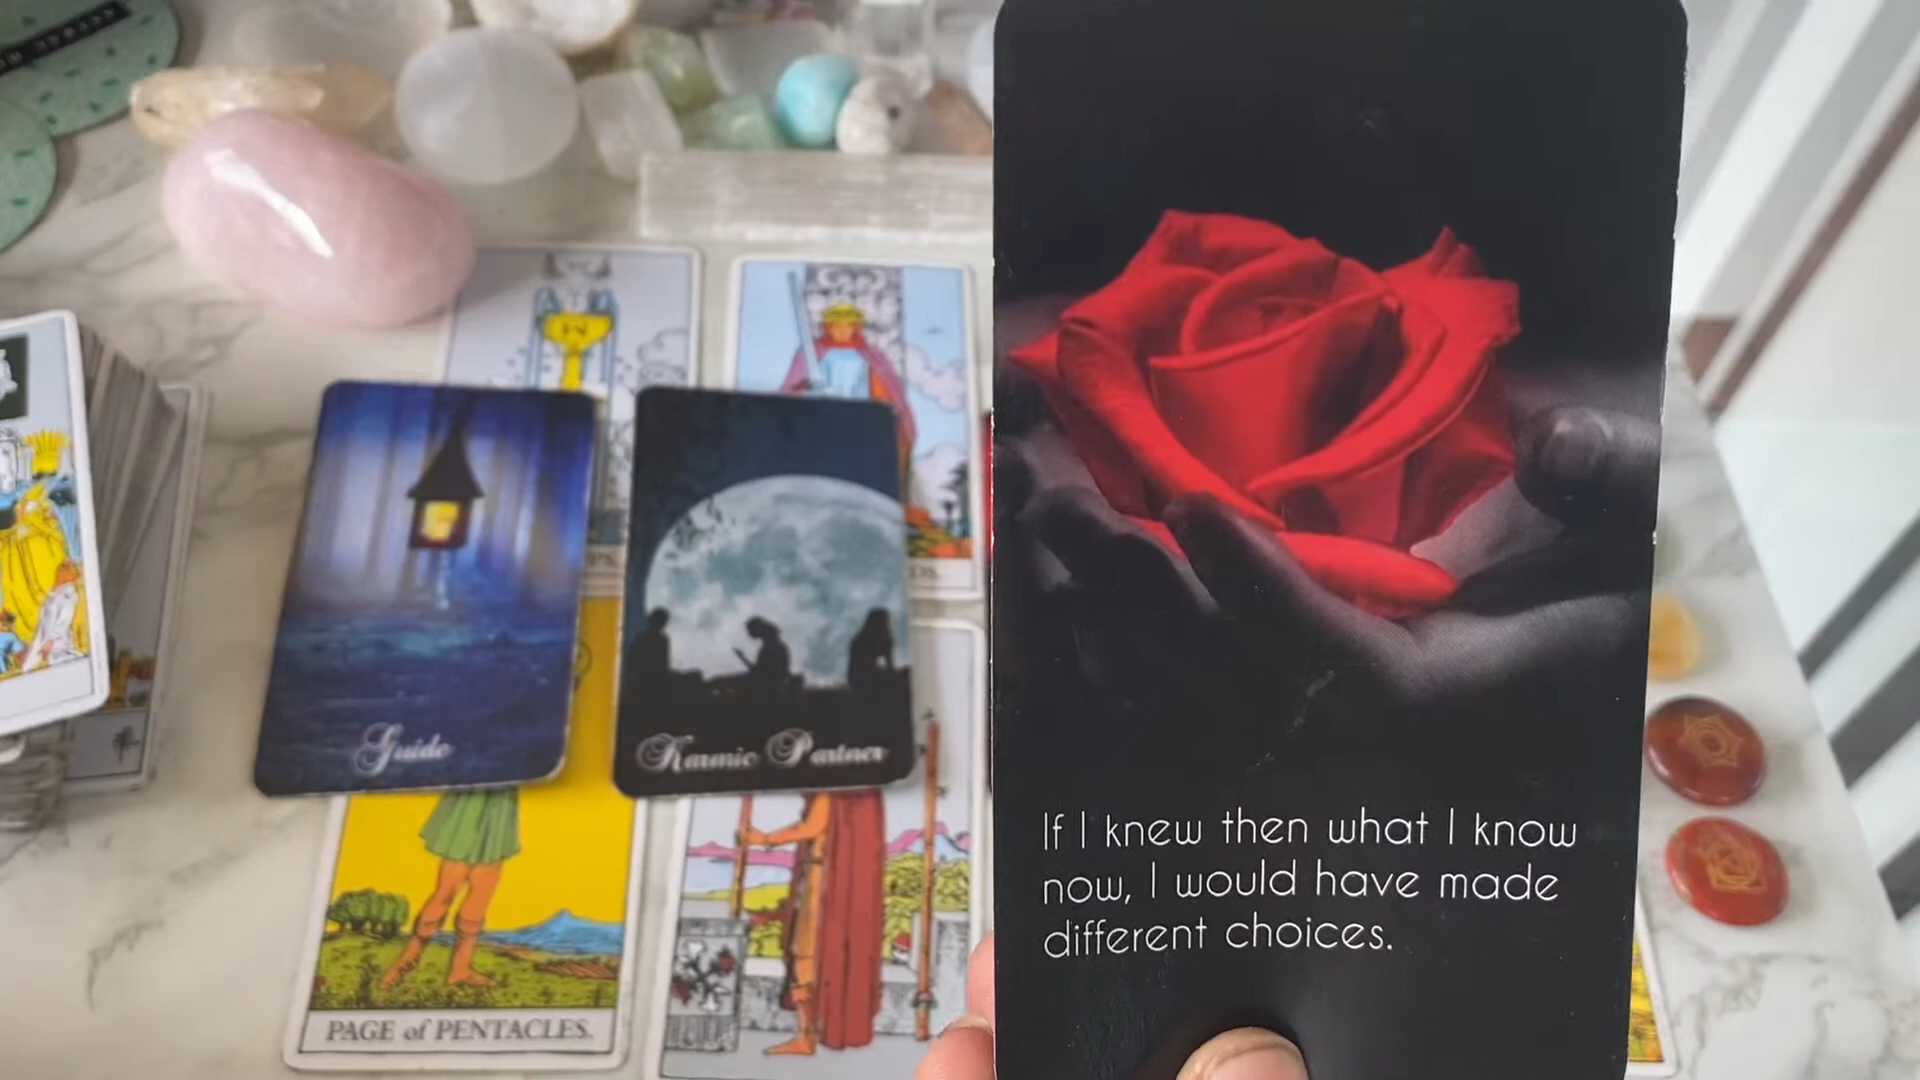 Guide
Karmic Partner
If I knew then what I know
now, I would have made
different choices.
PAGE of PENTACLES.